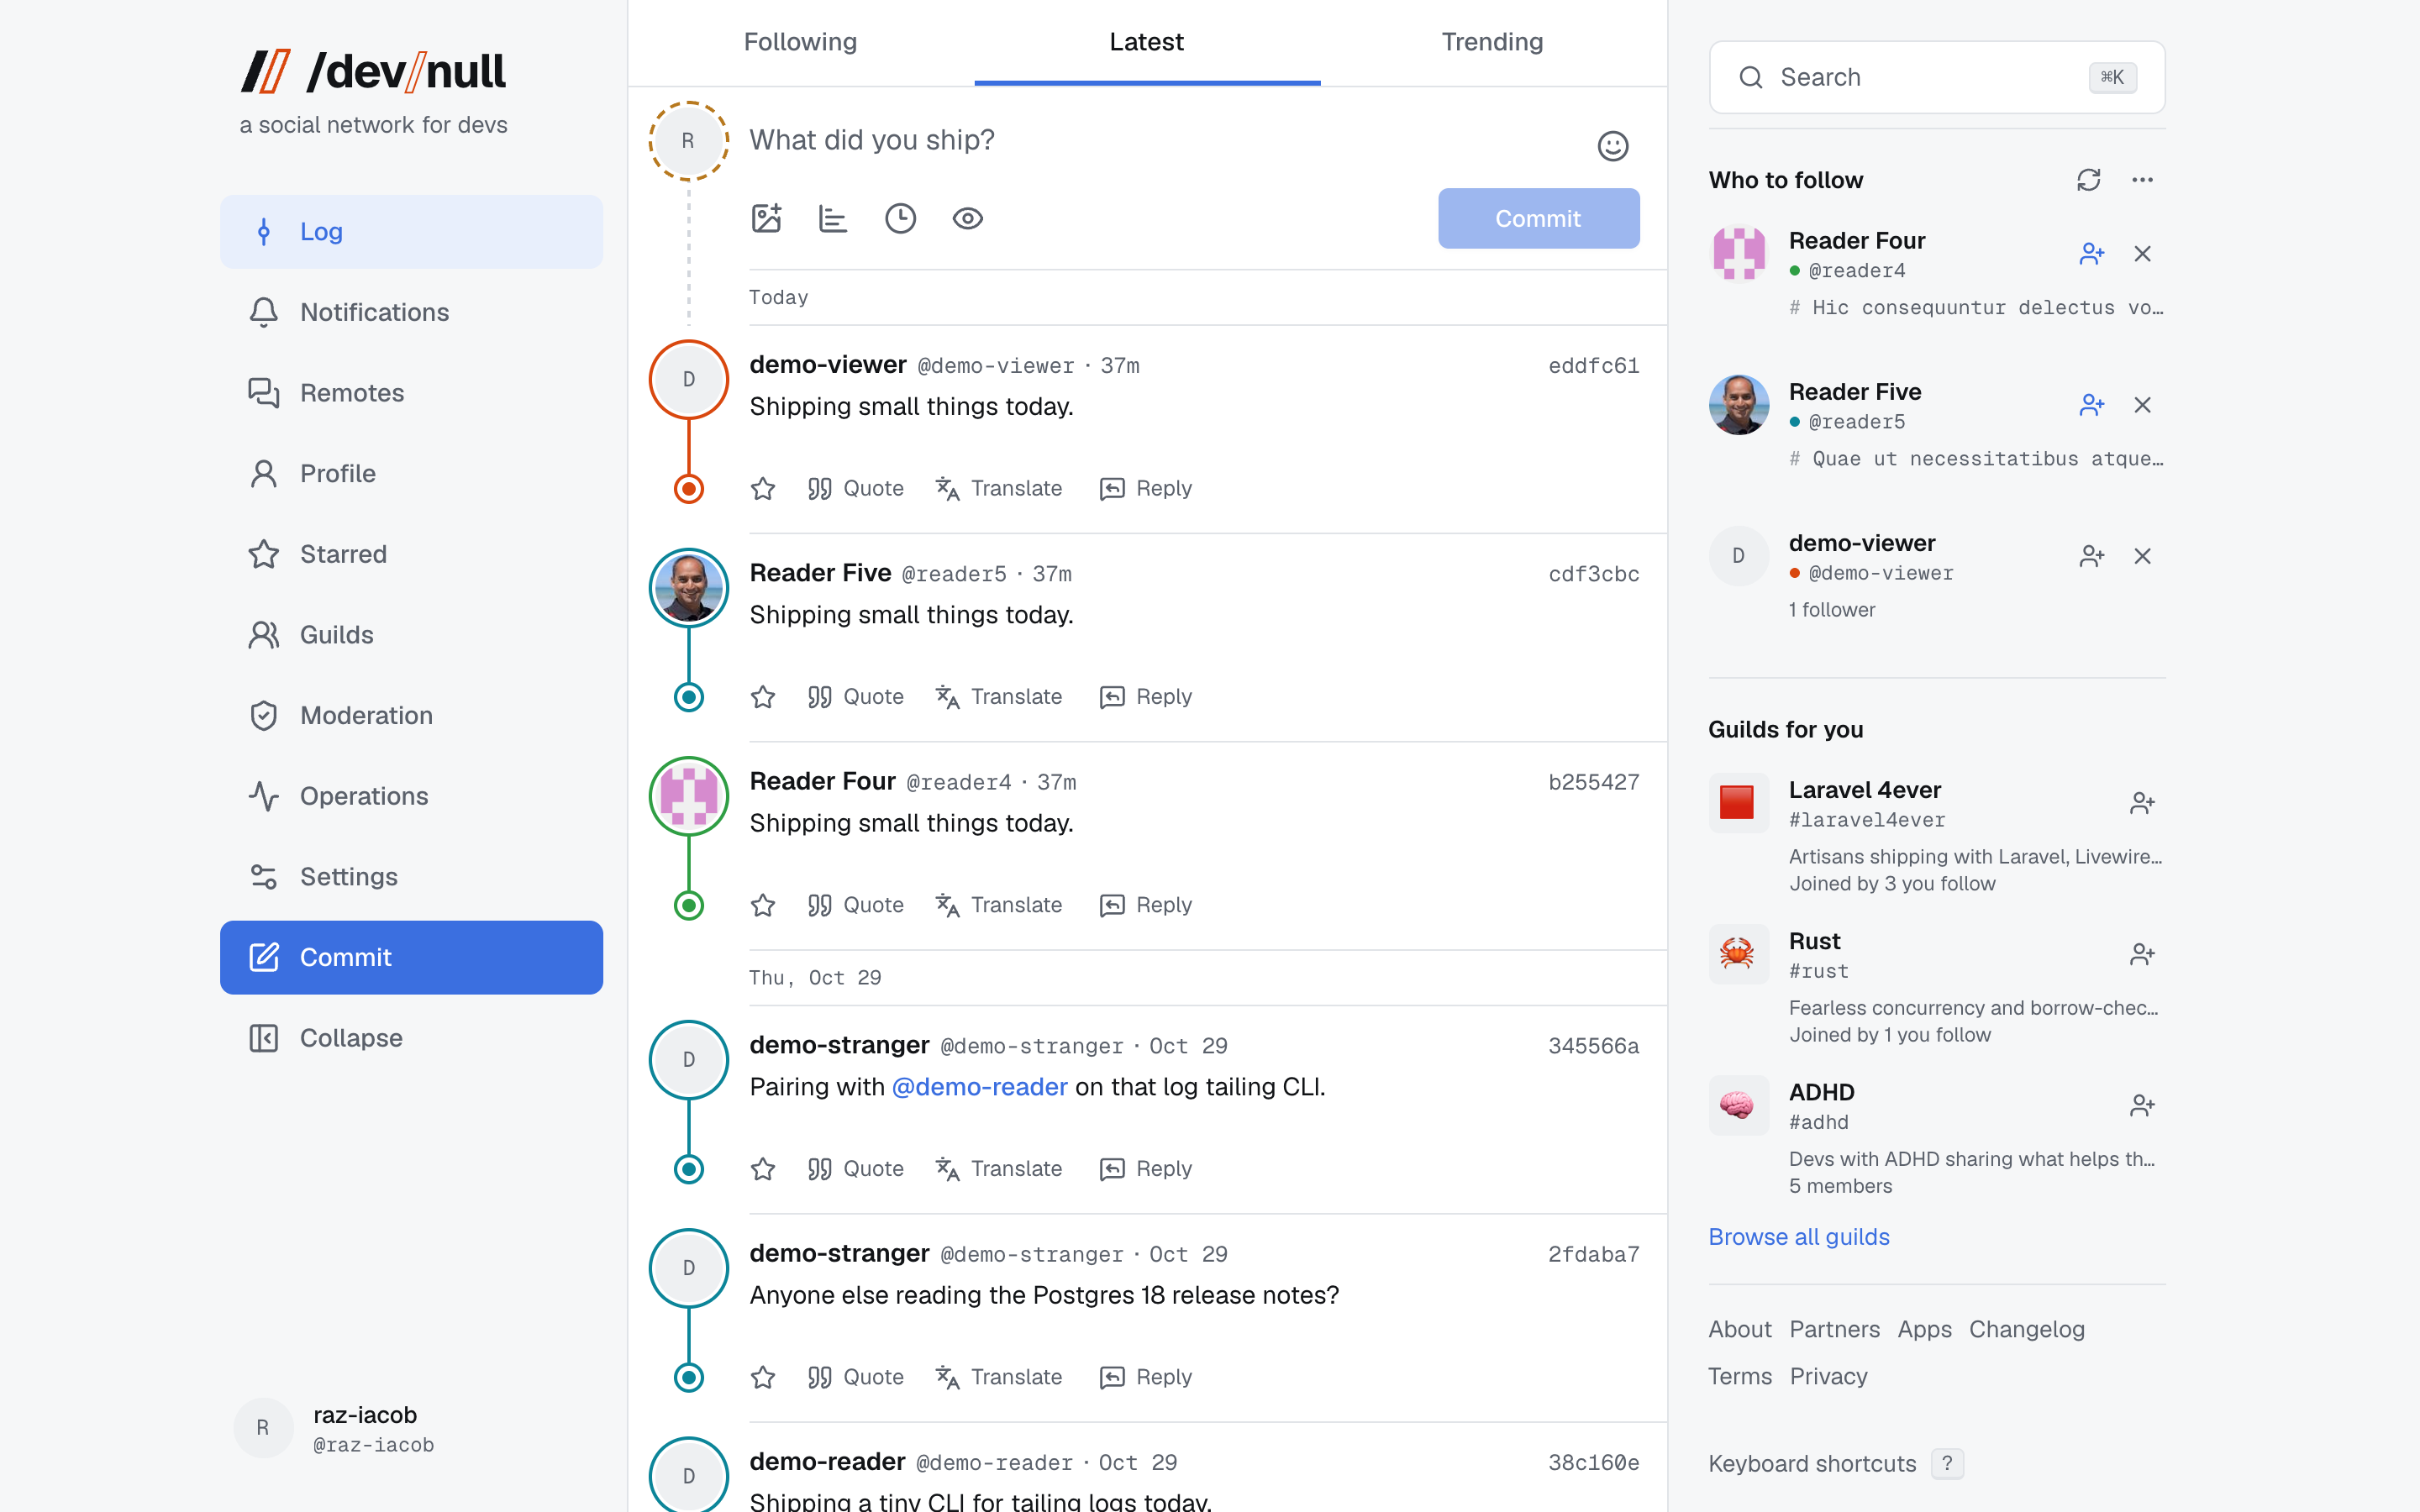 /dev/null
a social network for devs
Log
Notifications
Remotes
Profile
Starred
Guilds
Moderation
Operations
Settings
Commit
Collapse
R
raz-iacob
@raz-iacob
Following
Latest
Trending
R
What did you ship?
Commit
Today
D
demo-viewer @demo-viewer · 37m
eddfc61
Shipping small things today.
Quote
Translate
Reply
Reader Five @reader5 · 37m
cdf3cbc
Shipping small things today.
Quote
Translate
Reply
Reader Four @reader4 · 37m
b255427
Shipping small things today.
Quote
Translate
Reply
Thu, Oct 29
D
demo-stranger @demo-stranger · Oct 29
345566a
Pairing with @demo-reader on that log tailing CLI.
Quote
Translate
Reply
D
demo-stranger @demo-stranger · Oct 29
2fdaba7
Anyone else reading the Postgres 18 release notes?
Quote
Translate
Reply
D
demo-reader @demo-reader · Oct 29
38c160e
Shipping a tiny CLI for tailing logs today.
Search
⌘K
Who to follow
Reader Four
@reader4
# Hic consequuntur delectus vo…
Reader Five
@reader5
# Quae ut necessitatibus atque…
D
demo-viewer
@demo-viewer
1 follower
Guilds for you
Laravel 4ever
#laravel4ever
Artisans shipping with Laravel, Livewire…
Joined by 3 you follow
Rust
#rust
Fearless concurrency and borrow-chec…
Joined by 1 you follow
ADHD
#adhd
Devs with ADHD sharing what helps th…
5 members
Browse all guilds
About Partners Apps Changelog
Terms Privacy
Keyboard shortcuts ?